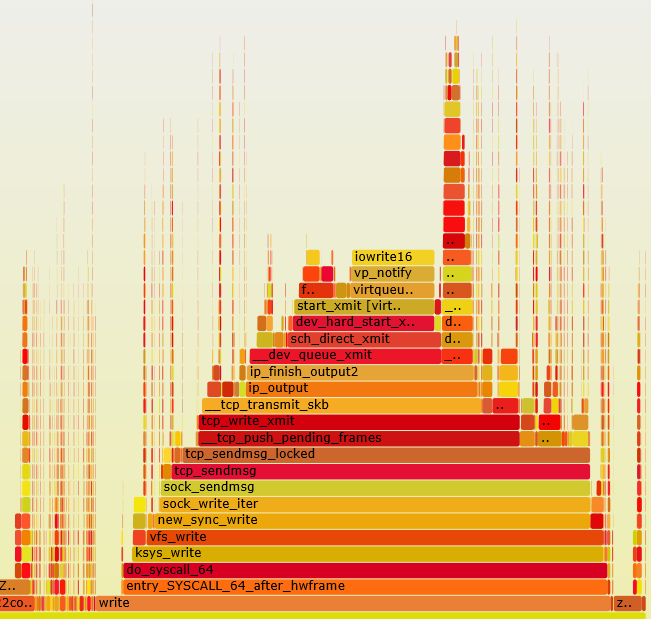 iowrite16
..
vp_notify
..
f..
virtqueu..
..
start_xmit [virt..
_..
dev_hard_start_x..
d..
sch_direct_xmit
d..
__dev_queue_xmit
_..
ip_finish_output2
ip_output
__tcp_transmit_skb
..
tcp_write_xmit
..
__tcp_push_pending_frames
..
tcp_sendmsg_locked
tcp_sendmsg
sock_sendmsg
sock_write_iter
new_sync_write
vfs_write
ksys_write
do_syscall_64
Z..
entry_SYSCALL_64_after_hwframe
22co..
write
z..